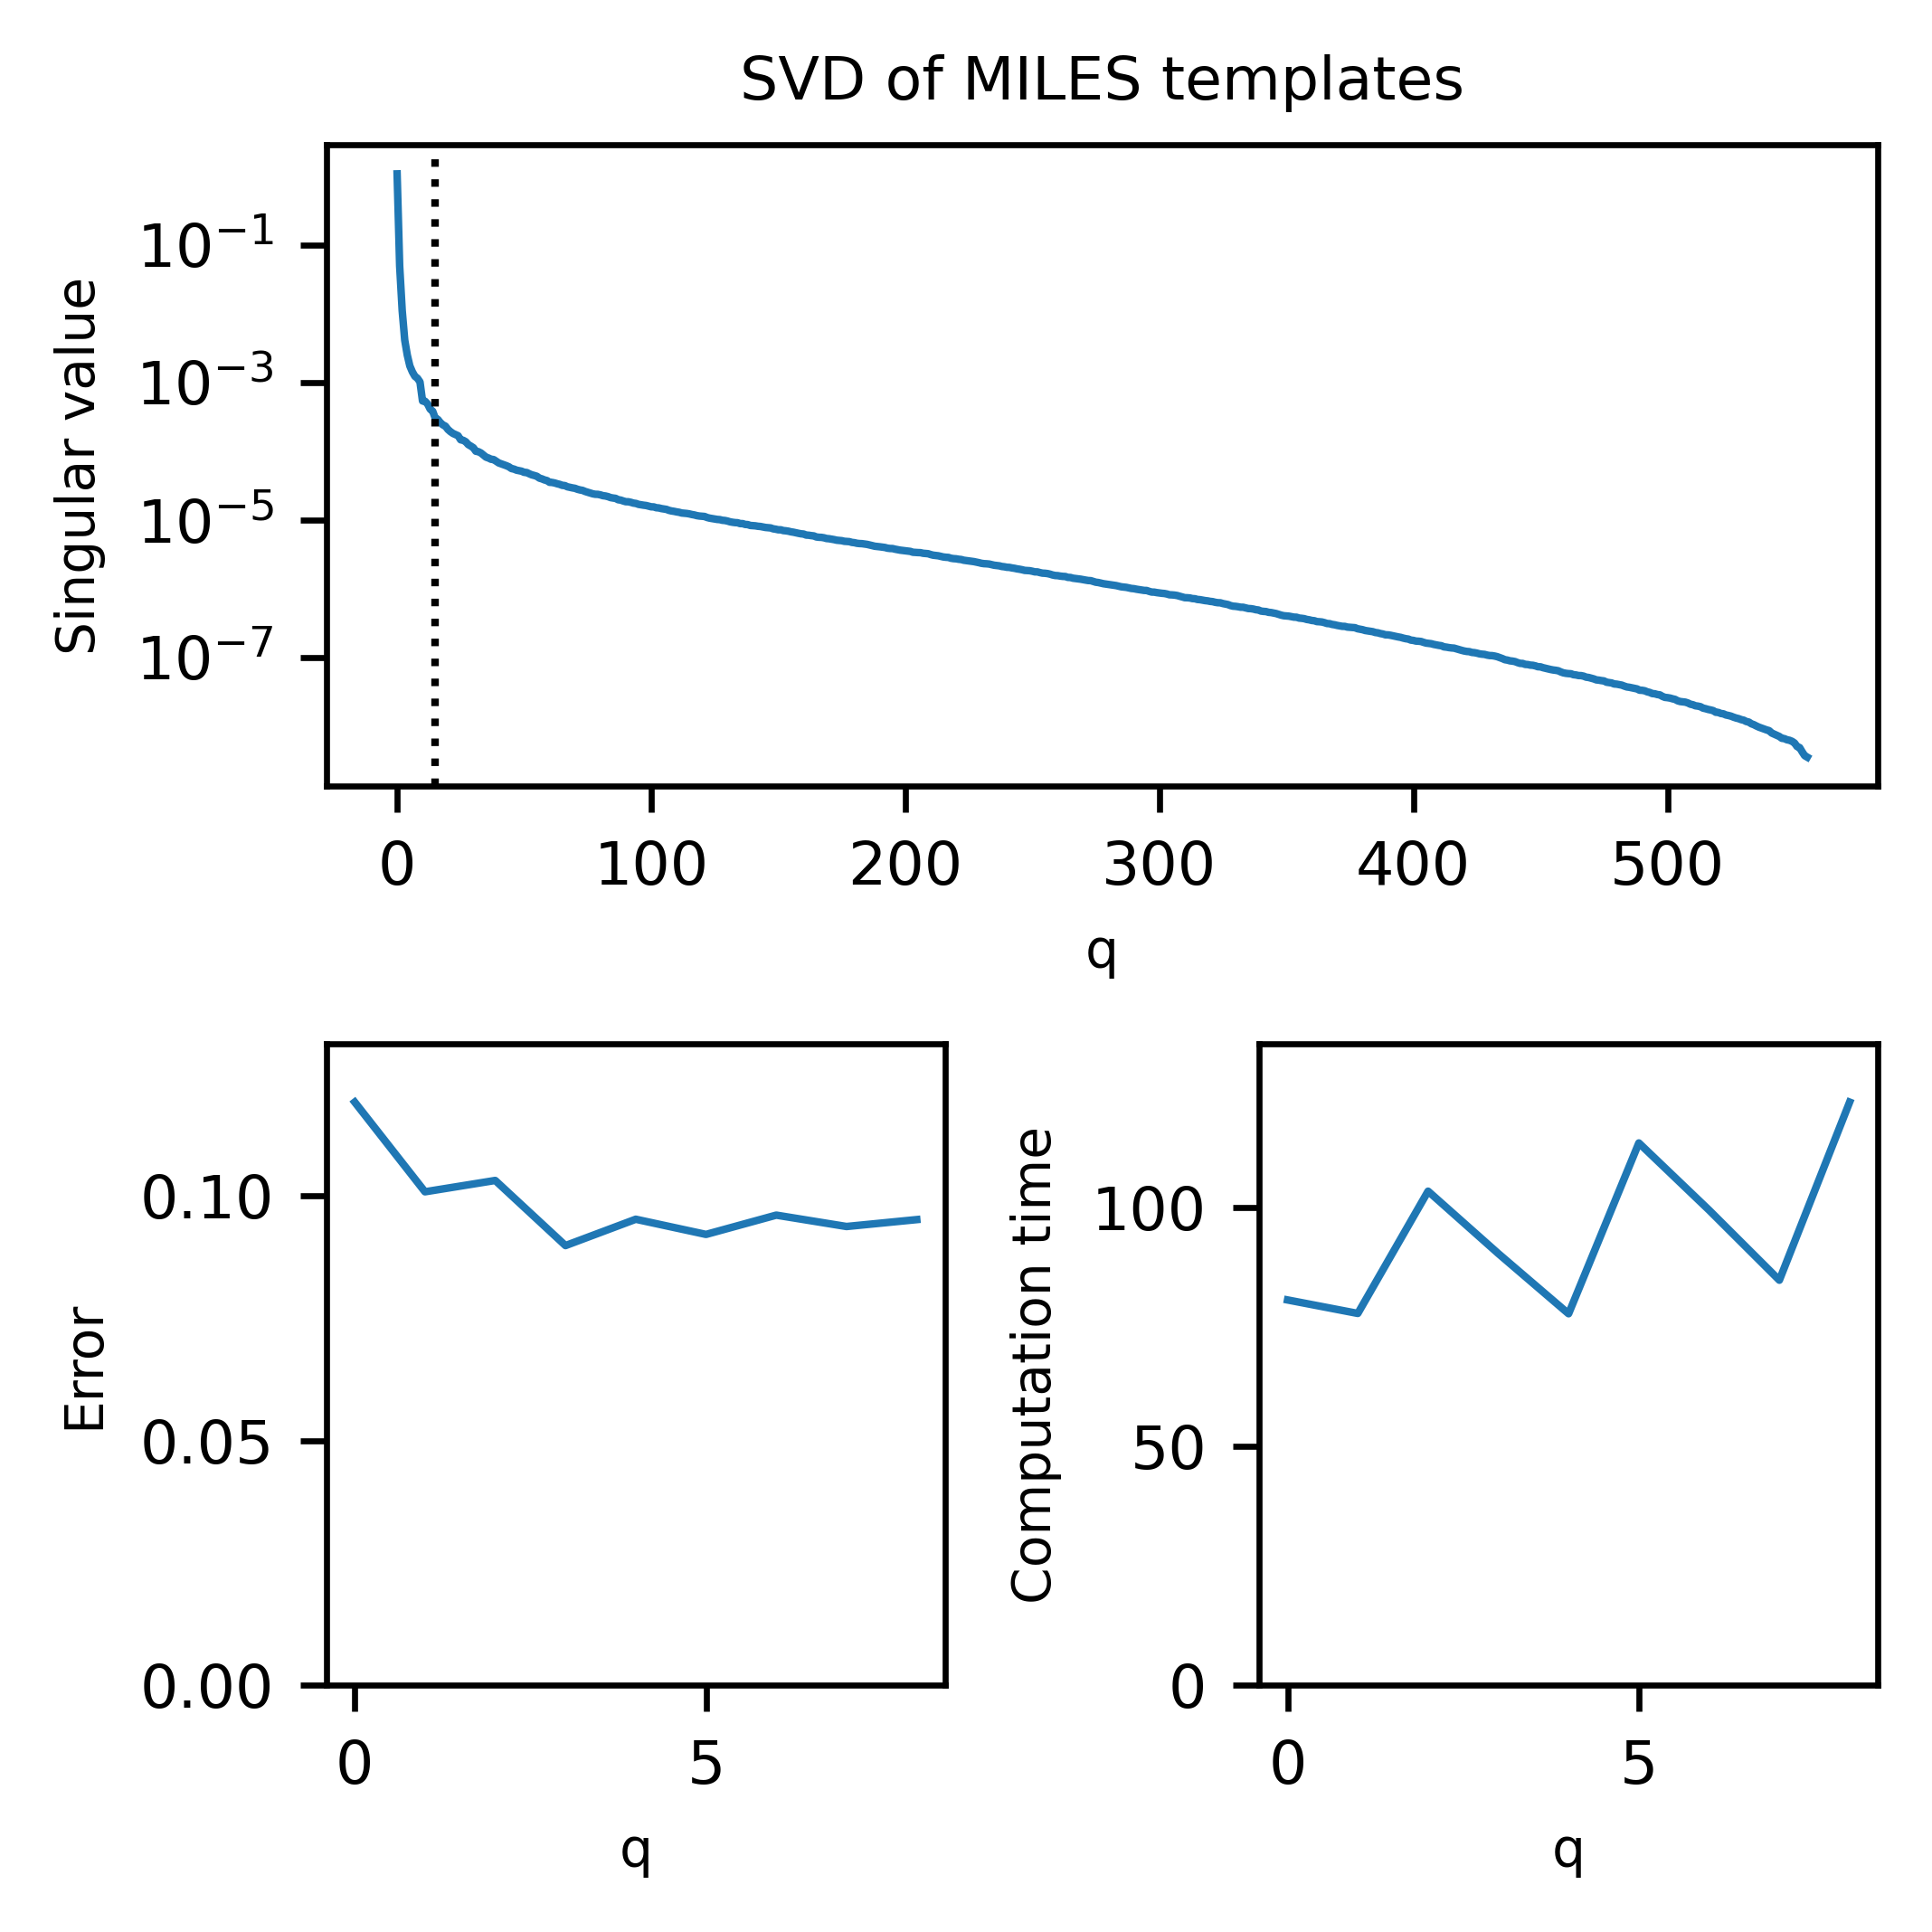 SVD of MILES templates
Singular value
10⁻¹
10⁻³
10⁻⁵
10⁻⁷
0 100 200 300 400 500
q
Error
0.10
0.05
0.00
0 5
q
Computation time
100
50
0
0 5
q